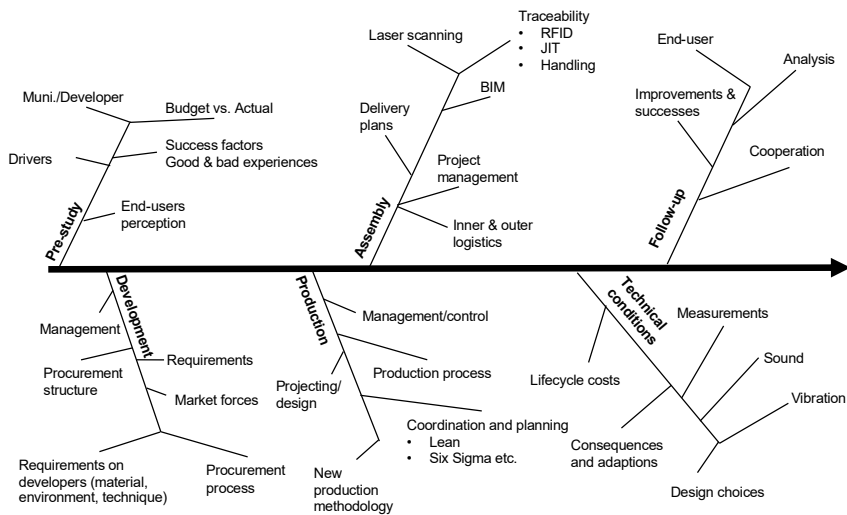 Traceability
• RFID
• JIT
• Handling
Laser scanning
BIM
Delivery
plans
Project
management
Inner & outer
logistics
Assembly
Muni./Developer
Budget vs. Actual
Drivers
Success factors
Good & bad experiences
End-users
perception
Pre-study
End-user
Analysis
Improvements &
successes
Cooperation
Follow-up
Development
Management
Procurement
structure
Requirements
Market forces
Requirements on
developers (material,
environment, technique)
Procurement
process
Production
Management/control
Production process
Projecting/
design
Coordination and planning
• Lean
• Six Sigma etc.
New
production
methodology
Technical
conditions
Measurements
Lifecycle costs
Sound
Vibration
Consequences
and adaptions
Design choices